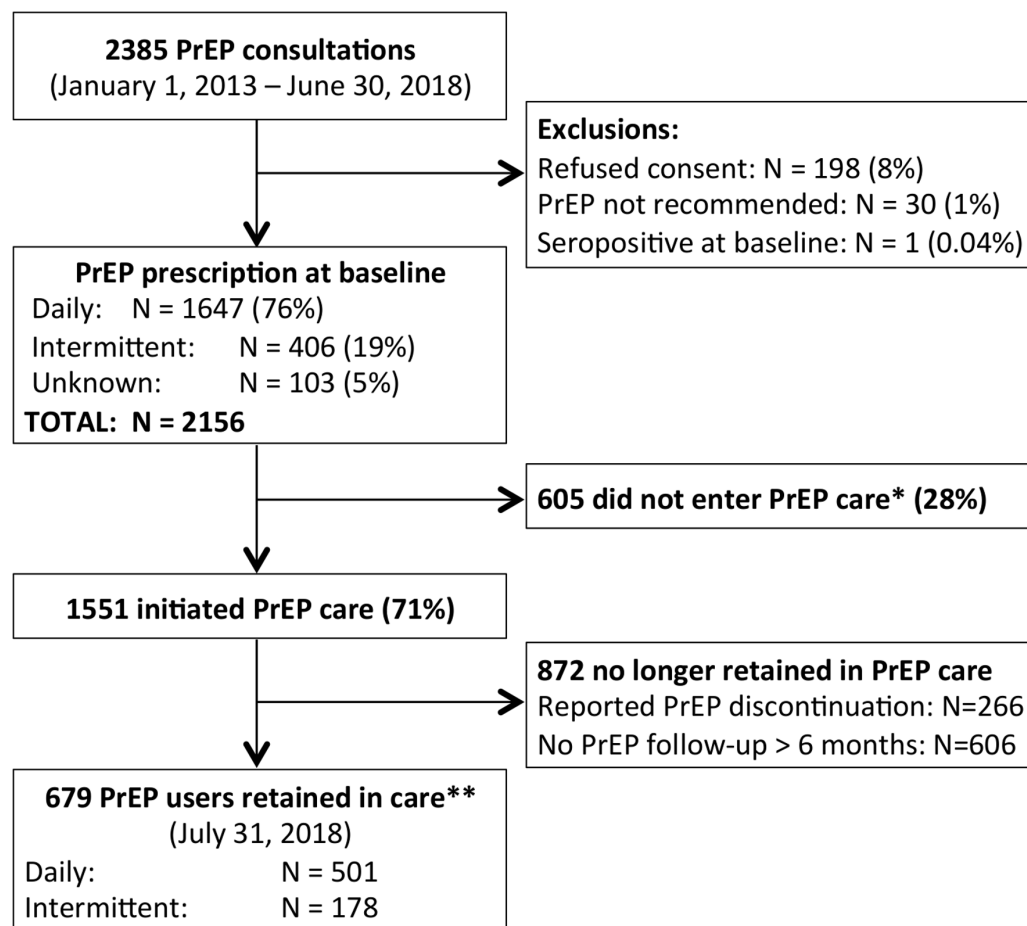 2385 PrEP consultations
(January 1, 2013 – June 30, 2018)
Exclusions:
Refused consent: N = 198 (8%)
PrEP not recommended: N = 30 (1%)
Seropositive at baseline: N = 1 (0.04%)
PrEP prescription at baseline
Daily: N = 1647 (76%)
Intermittent: N = 406 (19%)
Unknown: N = 103 (5%)
TOTAL: N = 2156
605 did not enter PrEP care* (28%)
1551 initiated PrEP care (71%)
872 no longer retained in PrEP care
Reported PrEP discontinuation: N=266
No PrEP follow-up > 6 months: N=606
679 PrEP users retained in care**
(July 31, 2018)
Daily: N = 501
Intermittent: N = 178